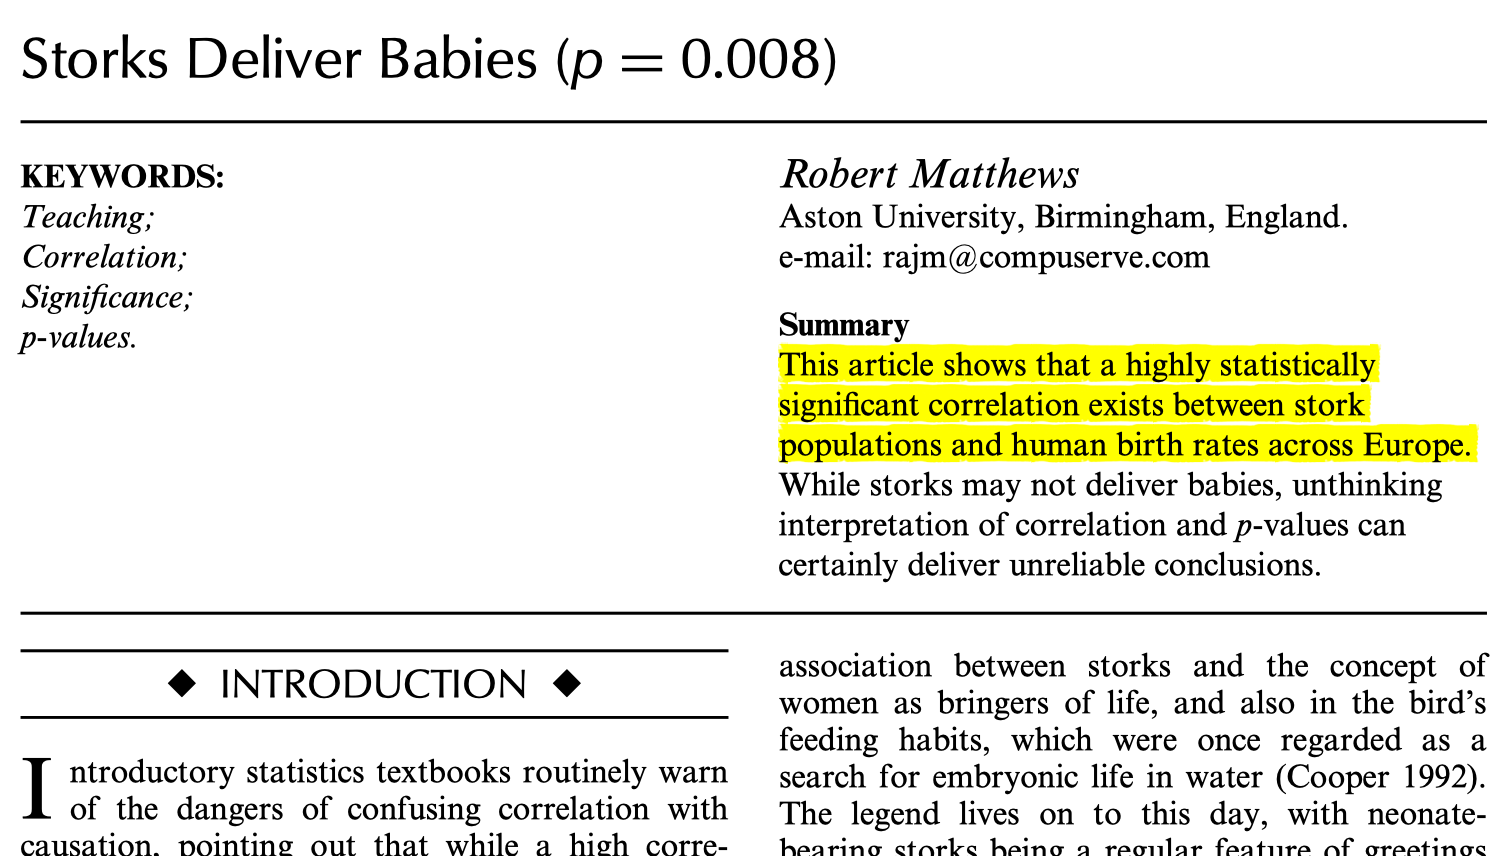 Storks Deliver Babies (p = 0.008)
KEYWORDS:
Teaching;
Correlation;
Significance;
p-values.
Robert Matthews
Aston University, Birmingham, England.
e-mail: rajm@compuserve.com
Summary
This article shows that a highly statistically
significant correlation exists between stork
populations and human birth rates across Europe.
While storks may not deliver babies, unthinking
interpretation of correlation and p-values can
certainly deliver unreliable conclusions.
◆ INTRODUCTION ◆
Introductory statistics textbooks routinely warn
of the dangers of confusing correlation with
causation, pointing out that while a high corre-
association between storks and the concept of
women as bringers of life, and also in the bird's
feeding habits, which were once regarded as a
search for embryonic life in water (Cooper 1992).
The legend lives on to this day, with neonate-
bearing storks being a regular feature of greetings